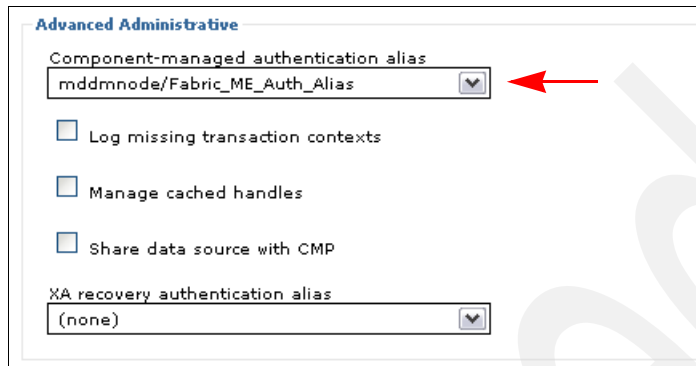 Advanced Administrative
Component-managed authentication alias
mddmnode/Fabric_ME_Auth_Alias
Log missing transaction contexts
Manage cached handles
Share data source with CMP
XA recovery authentication alias
(none)